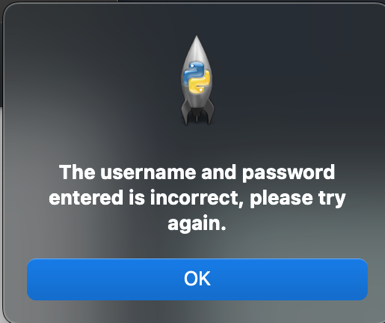 The username and password
entered is incorrect, please try
again.
OK